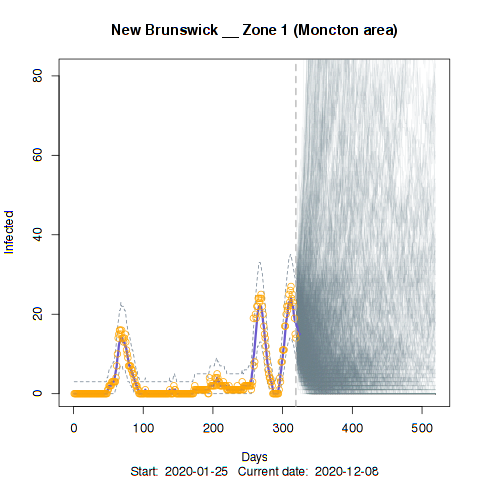 New Brunswick __ Zone 1 (Moncton area)
80
60
40
20
0
Infected
0 100 200 300 400 500
Days
Start: 2020-01-25 Current date: 2020-12-08